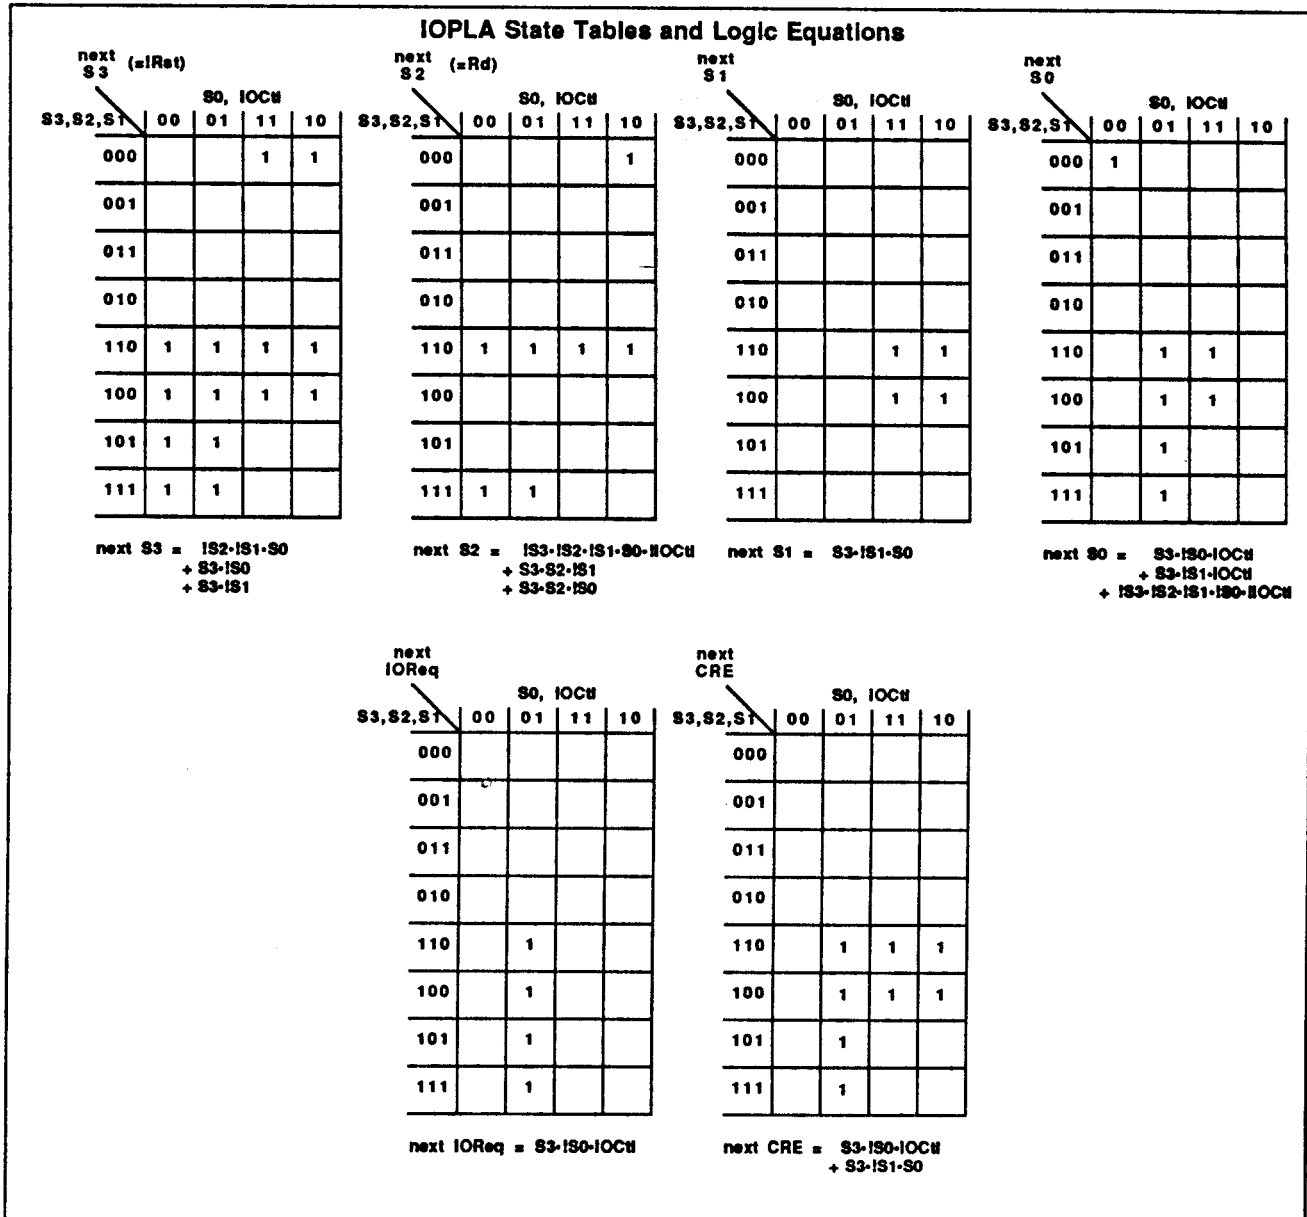 IOPLA State Tables and Logic Equations
next S3 (=!Rst)
S0, IOCtl
S3,S2,S1 00 01 11 10
000 1 1
001
011
010
110 1 1 1 1
100 1 1 1 1
101 1 1
111 1 1
next S3 = !S2•!S1•S0
+ S3•!S0
+ S3•!S1
next S2 (=Rd)
S0, IOCtl
S3,S2,S1 00 01 11 10
000 1
001
011
010
110 1 1 1 1
100
101
111 1 1
next S2 = !S3•!S2•!S1•S0•!IOCtl
+ S3•S2•!S1
+ S3•S2•!S0
next S1
S0, IOCtl
S3,S2,S1 00 01 11 10
000
001
011
010
110 1 1
100 1 1
101
111
next S1 = S3•!S1•S0
next S0
S0, IOCtl
S3,S2,S1 00 01 11 10
000 1
001
011
010
110 1 1
100 1 1
101 1
111 1
next S0 = S3•!S0•IOCtl
+ S3•!S1•IOCtl
+ !S3•!S2•!S1•!S0•!IOCtl
next IOReq
S0, IOCtl
S3,S2,S1 00 01 11 10
000
001
011
010
110 1
100 1
101 1
111 1
next IOReq = S3•!S0•IOCtl
next CRE
S0, IOCtl
S3,S2,S1 00 01 11 10
000
001
011
010
110 1 1 1
100 1 1 1
101 1
111 1
next CRE = S3•!S0•IOCtl
+ S3•!S1•S0